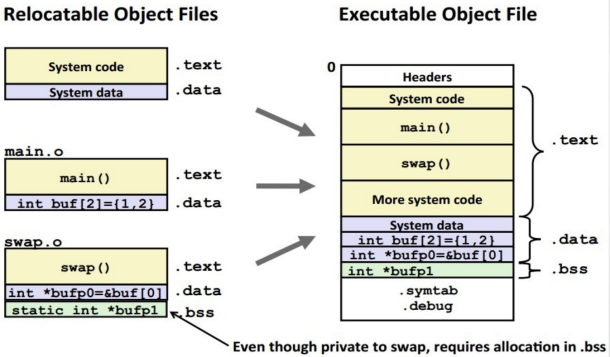 Relocatable Object Files
System code
.text
System data
.data
main.o
main()
.text
int buf[2]={1,2}
.data
swap.o
swap()
.text
int *bufp0=&buf[0]
.data
static int *bufp1
.bss
Executable Object File
0
Headers
System code
main()
swap()
More system code
.text
System data
int buf[2]={1,2}
int *bufp0=&buf[0]
.data
int *bufp1
.bss
.symtab
.debug
Even though private to swap, requires allocation in .bss